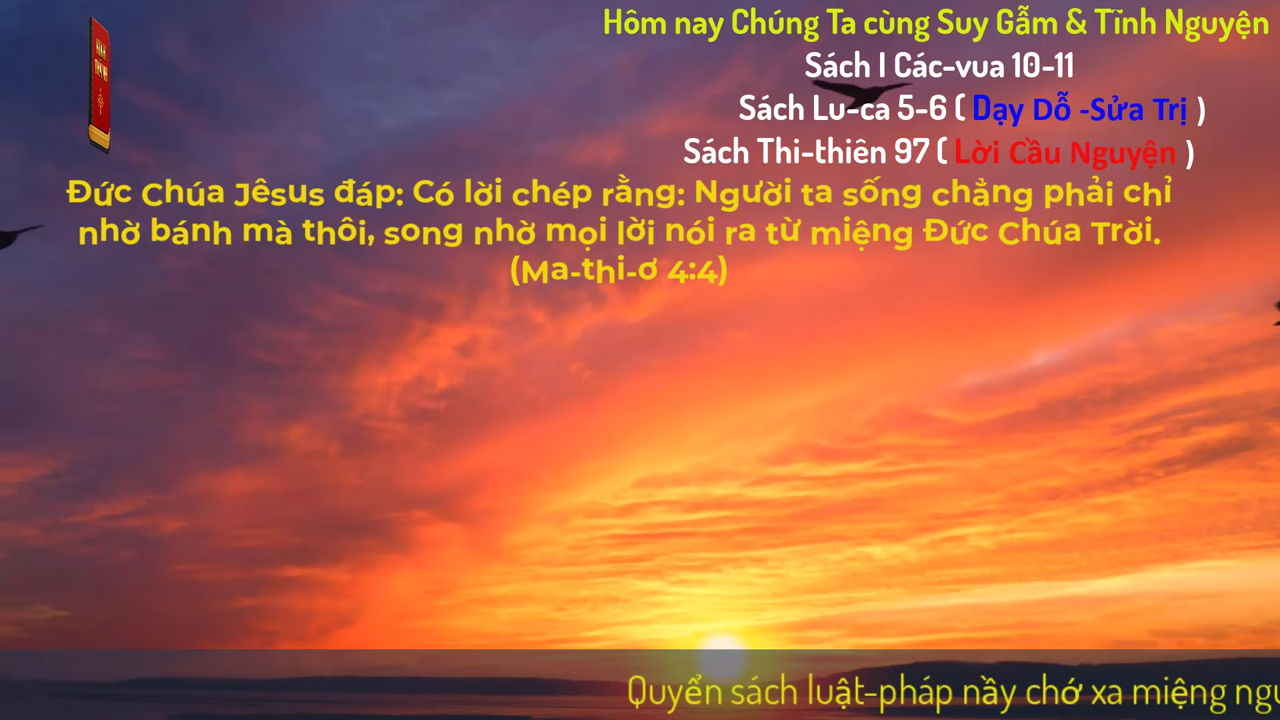 Hôm nay Chúng Ta cùng Suy Gẫm & Tĩnh Nguyện
Sách I Các-vua 10-11
Sách Lu-ca 5-6 ( Dạy Dỗ -Sửa Trị )
Sách Thi-thiên 97 ( Lời Cầu Nguyện )
Đức Chúa Jêsus đáp: Có lời chép rằng: Người ta sống chẳng phải chỉ
nhờ bánh mà thôi, song nhờ mọi lời nói ra từ miệng Đức Chúa Trời.
(Ma-thi-ơ 4:4)
Quyển sách luật-pháp nầy chớ xa miệng